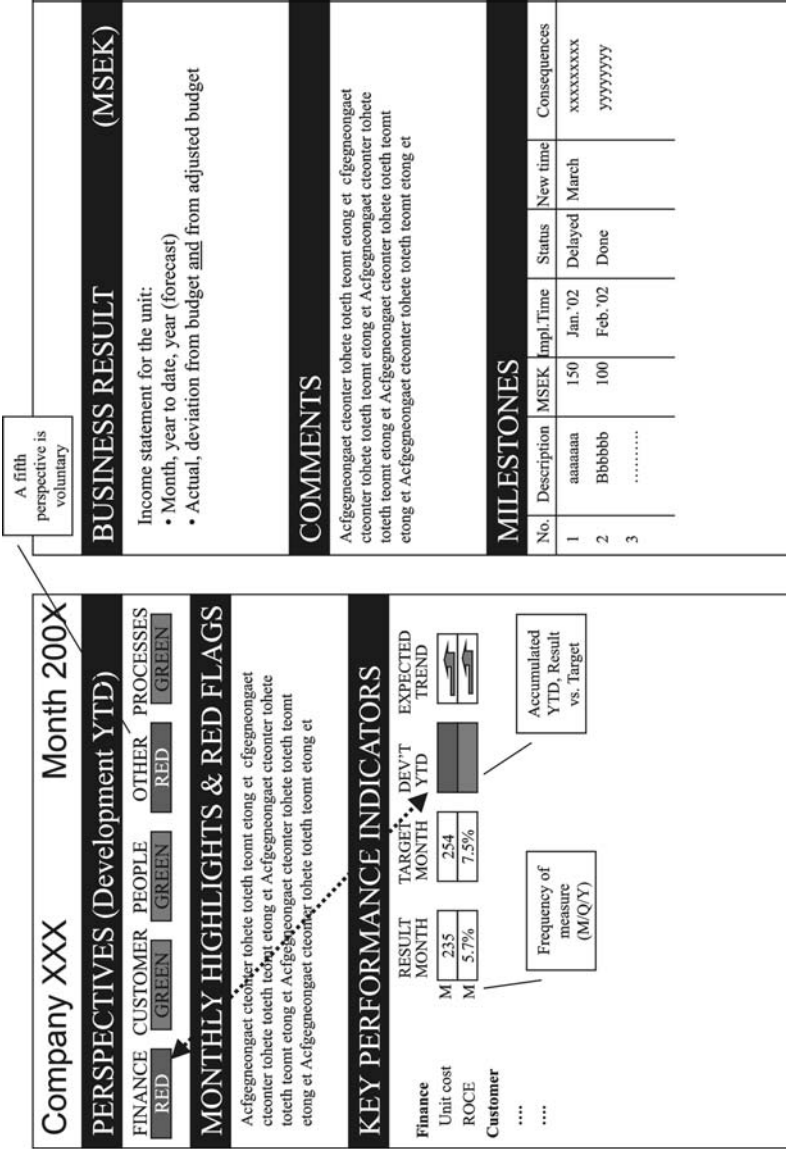 Company XXX Month 200X
A fifth
perspective is
voluntary
PERSPECTIVES (Development YTD)
FINANCE CUSTOMER PEOPLE OTHER PROCESSES
RED GREEN GREEN RED GREEN
MONTHLY HIGHLIGHTS & RED FLAGS
Acfgegneongaet cteonter tohete toteth teomt etong et cfgegneongaet
cteonter tohete toteth teomt etong et Acfgegneongaet cteonter tohete
toteth teomt etong et Acfgegneongaet cteonter tohete toteth teomt
etong et Acfgegneongaet cteonter tohete toteth teomt etong et
KEY PERFORMANCE INDICATORS
RESULT TARGET DEV'T EXPECTED
MONTH MONTH YTD TREND
Finance
Unit cost M 235 254
ROCE M 5.7% 7.5%
Customer
....
....
Frequency of
measure
(M/Q/Y)
Accumulated
YTD, Result
vs. Target
BUSINESS RESULT (MSEK)
Income statement for the unit:
• Month, year to date, year (forecast)
• Actual, deviation from budget and from adjusted budget
COMMENTS
Acfgegneongaet cteonter tohete toteth teomt etong et cfgegneongaet
cteonter tohete toteth teomt etong et Acfgegneongaet cteonter tohete
toteth teomt etong et Acfgegneongaet cteonter tohete toteth teomt
etong et Acfgegneongaet cteonter tohete toteth teomt etong et
MILESTONES
No. Description MSEK Impl.Time Status New time Consequences
1 aaaaaaa 150 Jan.'02 Delayed March xxxxxxxxx
2 Bbbbbb 100 Feb.'02 Done yyyyyyyy
3 ..........